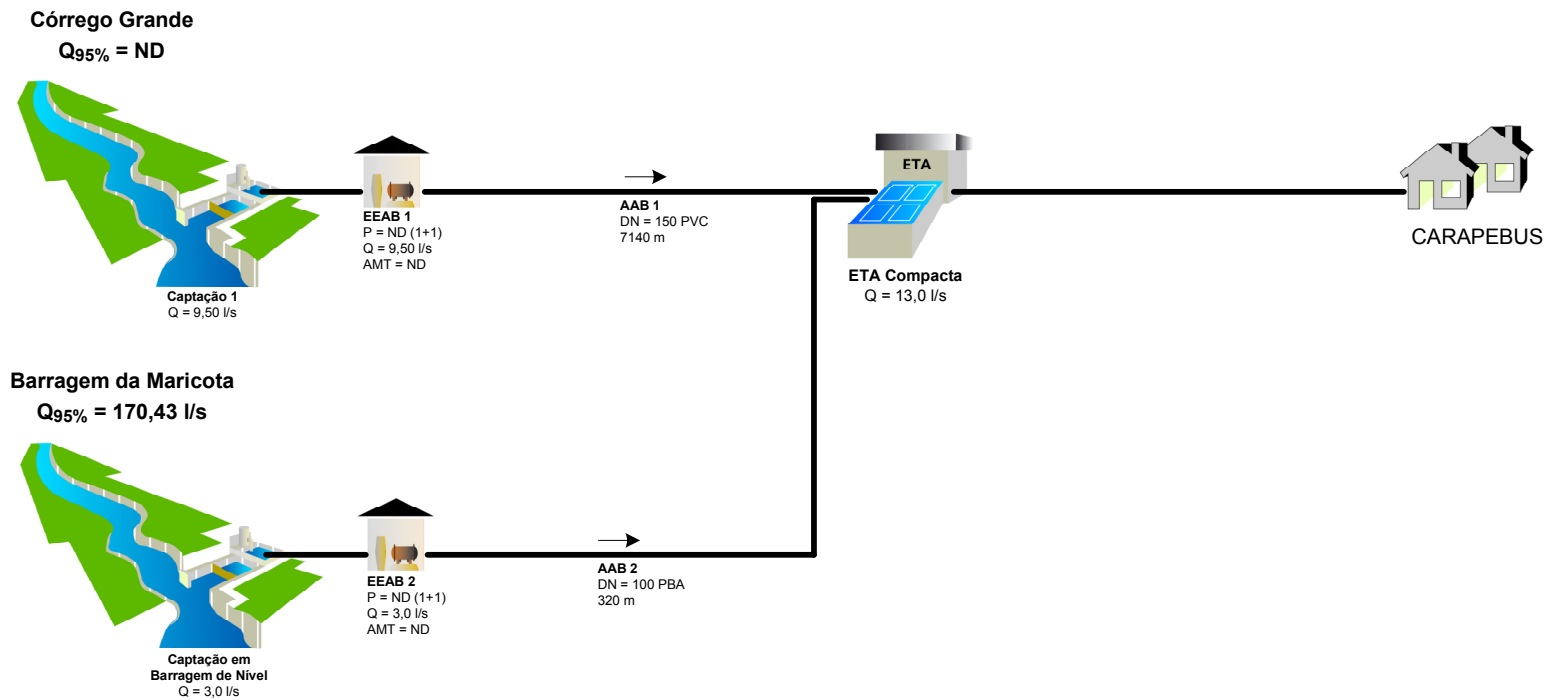 Córrego Grande
Q95% = ND
Captação 1
Q = 9,50 l/s
EEAB 1
P = ND (1+1)
Q = 9,50 l/s
AMT = ND
AAB 1
DN = 150 PVC
7140 m
ETA
ETA Compacta
Q = 13,0 l/s
CARAPEBUS
Barragem da Maricota
Q95% = 170,43 l/s
Captação em
Barragem de Nível
Q = 3,0 l/s
EEAB 2
P = ND (1+1)
Q = 3,0 l/s
AMT = ND
AAB 2
DN = 100 PBA
320 m